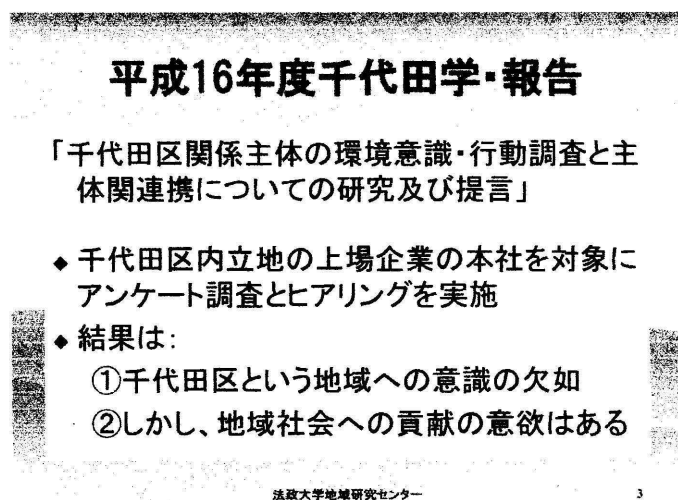 平成16年度千代田学・報告
「千代田区関係主体の環境意識・行動調査と主
体関連携についての研究及び提言」
◆ 千代田区内立地の上場企業の本社を対象に
アンケート調査とヒアリングを実施
◆ 結果は:
①千代田区という地域への意識の欠如
②しかし、地域社会への貢献の意欲はある
法政大学地域研究センター
3